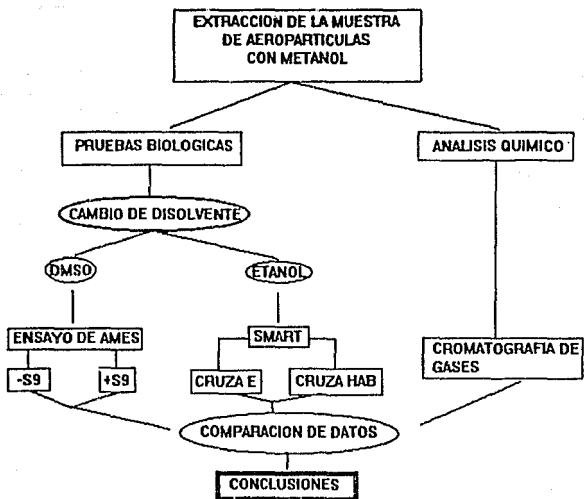 EXTRACCION DE LA MUESTRA
DE AEROPARTICULAS
CON METANOL
PRUEBAS BIOLOGICAS
ANALISIS QUIMICO
CAMBIO DE DISOLVENTE
DMSO
ETANOL
ENSAYO DE AMES
SMART
CROMATOGRAFIA DE
GASES
-S9
+S9
CRUZA E
CRUZA HAB
COMPARACION DE DATOS
CONCLUSIONES